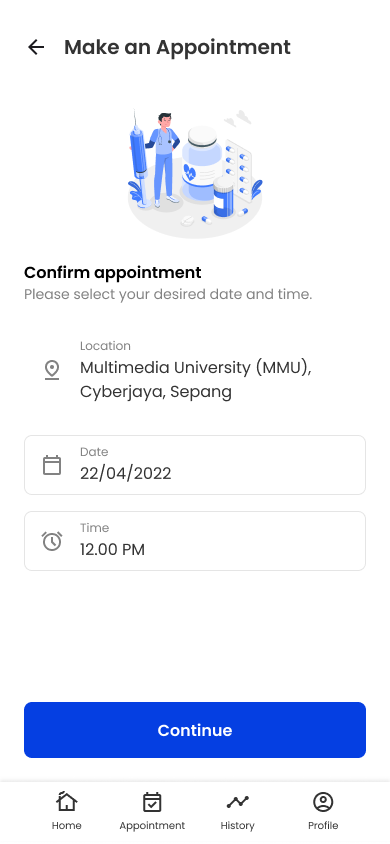 Make an Appointment
Confirm appointment
Please select your desired date and time.
Location
Multimedia University (MMU),
Cyberjaya, Sepang
Date
22/04/2022
Time
12.00 PM
Continue
Home
Appointment
History
Profile